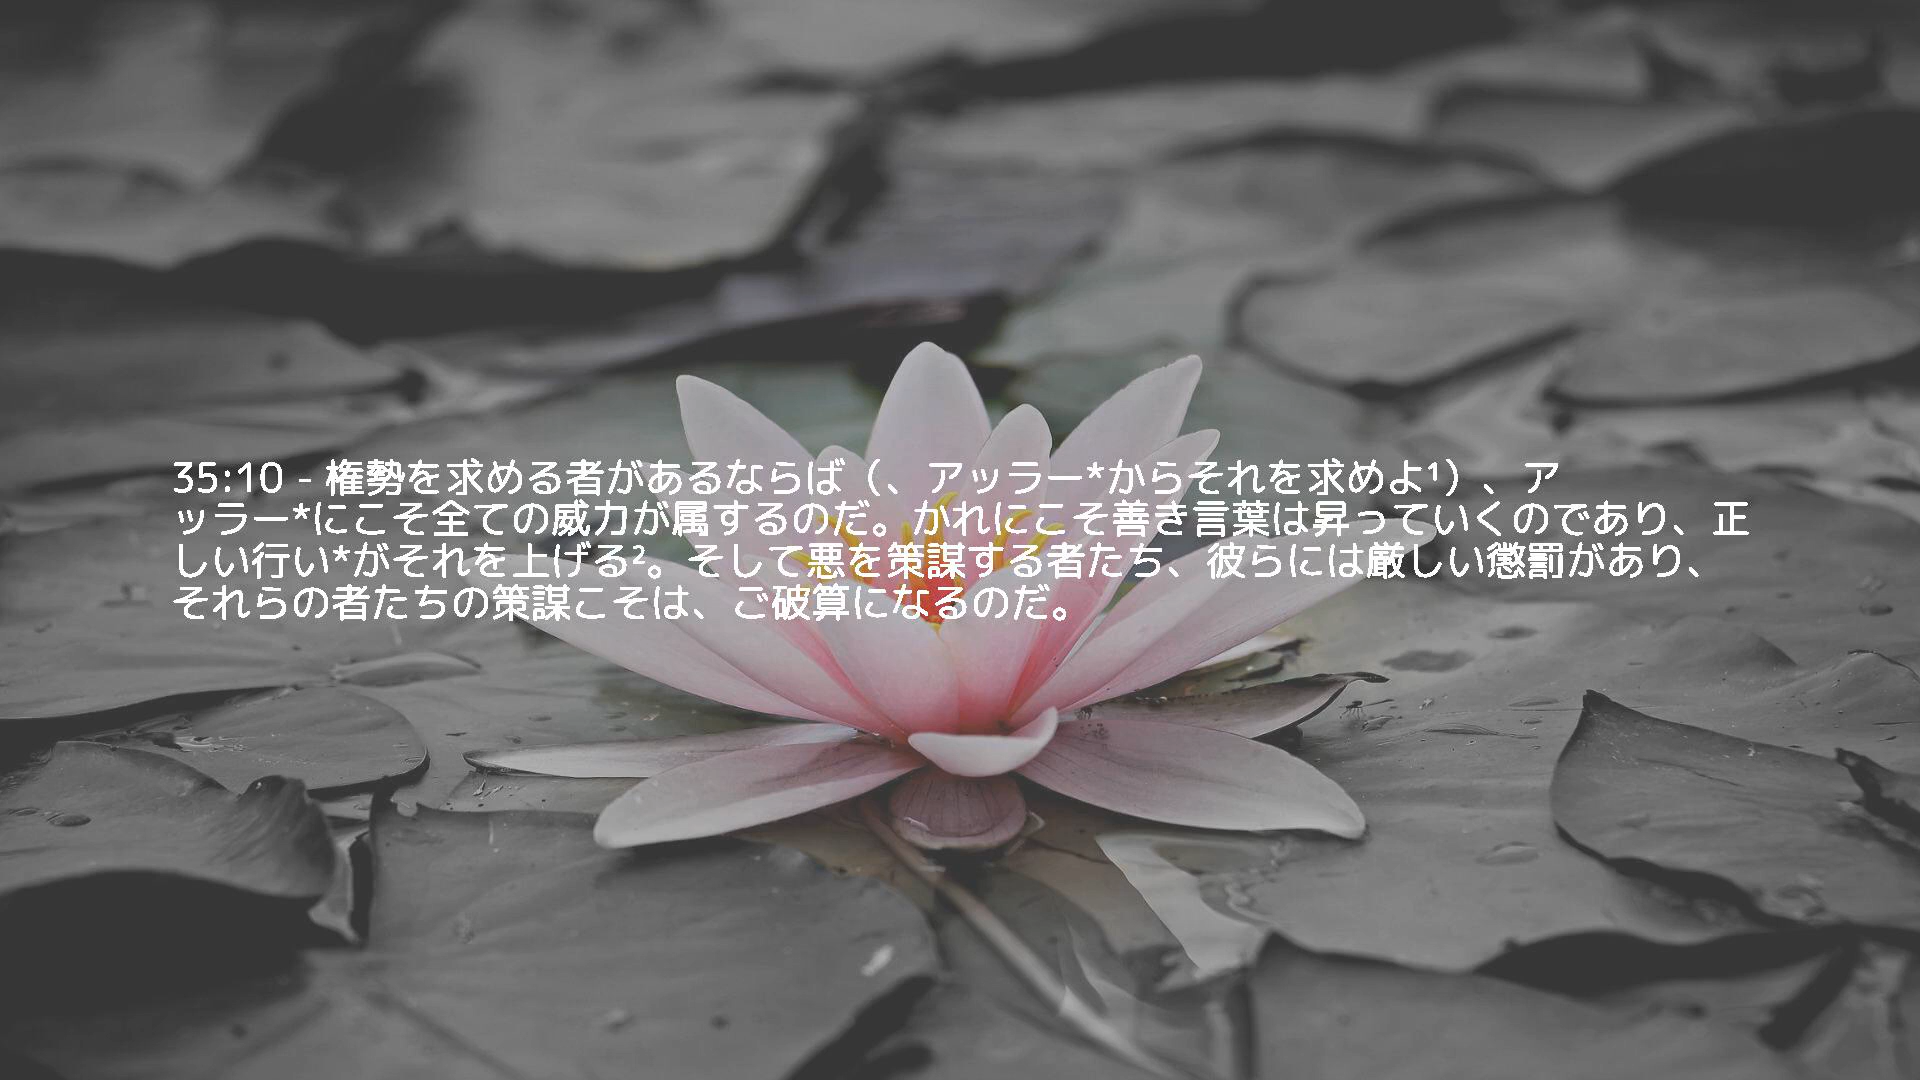 35:10 - 権勢を求める者があるならば（、アッラー*からそれを求めよ¹）、ア
ッラー*にこそ全ての威力が属するのだ。かれにこそ善き言葉は昇っていくのであり、正
しい行い*がそれを上げる²。そして悪を策謀する者たち、彼らには厳しい懲罰があり、
それらの者たちの策謀こそは、ご破算になるのだ。